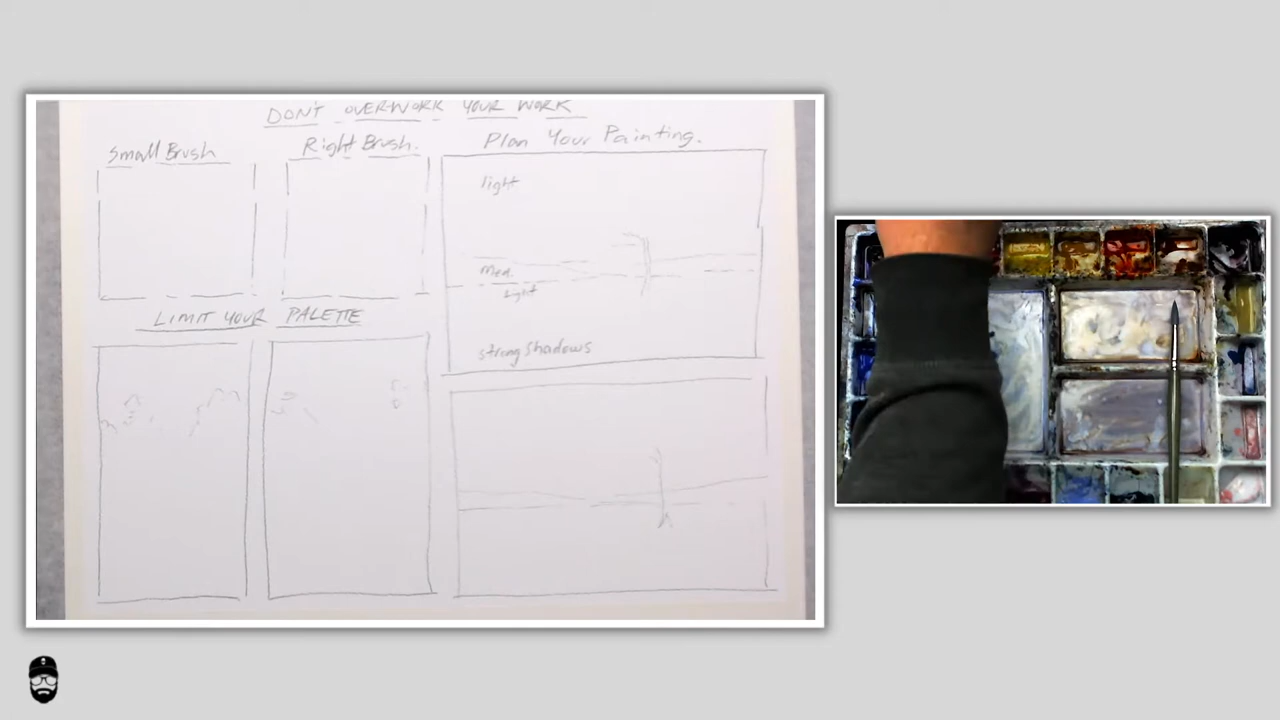 DON'T OVERWORK YOUR WORK
Small Brush
Right Brush.
Plan Your Painting.
light
Med.
light
strong Shadows
LIMIT YOUR PALETTE